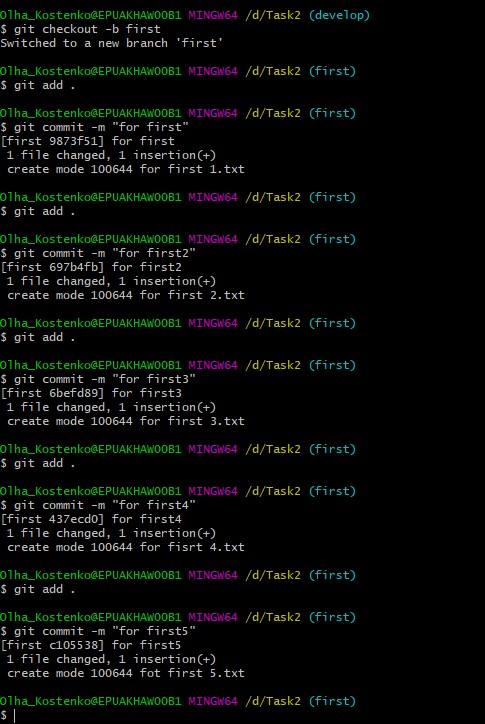 Olha_Kostenko@EPUAKHAW00B1 MINGW64 /d/Task2 (develop)
$ git checkout -b first
Switched to a new branch 'first'
Olha_Kostenko@EPUAKHAW00B1 MINGW64 /d/Task2 (first)
$ git add .
Olha_Kostenko@EPUAKHAW00B1 MINGW64 /d/Task2 (first)
$ git commit -m "for first"
[first 9873f51] for first
1 file changed, 1 insertion(+)
create mode 100644 for first 1.txt
Olha_Kostenko@EPUAKHAW00B1 MINGW64 /d/Task2 (first)
$ git add .
Olha_Kostenko@EPUAKHAW00B1 MINGW64 /d/Task2 (first)
$ git commit -m "for first2"
[first 697b4fb] for first2
1 file changed, 1 insertion(+)
create mode 100644 for first 2.txt
Olha_Kostenko@EPUAKHAW00B1 MINGW64 /d/Task2 (first)
$ git add .
Olha_Kostenko@EPUAKHAW00B1 MINGW64 /d/Task2 (first)
$ git commit -m "for first3"
[first 6befd89] for first3
1 file changed, 1 insertion(+)
create mode 100644 for first 3.txt
Olha_Kostenko@EPUAKHAW00B1 MINGW64 /d/Task2 (first)
$ git add .
Olha_Kostenko@EPUAKHAW00B1 MINGW64 /d/Task2 (first)
$ git commit -m "for first4"
[first 437ecd0] for first4
1 file changed, 1 insertion(+)
create mode 100644 for fisrt 4.txt
Olha_Kostenko@EPUAKHAW00B1 MINGW64 /d/Task2 (first)
$ git add .
Olha_Kostenko@EPUAKHAW00B1 MINGW64 /d/Task2 (first)
$ git commit -m "for first5"
[first c105538] for first5
1 file changed, 1 insertion(+)
create mode 100644 fot first 5.txt
Olha_Kostenko@EPUAKHAW00B1 MINGW64 /d/Task2 (first)
$